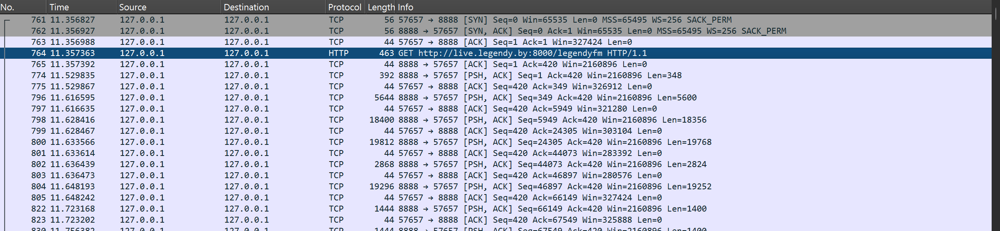 No. Time Source Destination Protocol Length Info
761 11.356827 127.0.0.1 127.0.0.1 TCP 56 57657 → 8888 [SYN] Seq=0 Win=65535 Len=0 MSS=65495 WS=256 SACK_PERM
762 11.356927 127.0.0.1 127.0.0.1 TCP 56 8888 → 57657 [SYN, ACK] Seq=0 Ack=1 Win=65535 Len=0 MSS=65495 WS=256 SACK_PERM
763 11.356988 127.0.0.1 127.0.0.1 TCP 44 57657 → 8888 [ACK] Seq=1 Ack=1 Win=327424 Len=0
764 11.357363 127.0.0.1 127.0.0.1 HTTP 463 GET http://live.legendy.by:8000/legendyfm HTTP/1.1
765 11.357392 127.0.0.1 127.0.0.1 TCP 44 8888 → 57657 [ACK] Seq=1 Ack=420 Win=2160896 Len=0
774 11.529835 127.0.0.1 127.0.0.1 TCP 392 8888 → 57657 [PSH, ACK] Seq=1 Ack=420 Win=2160896 Len=348
775 11.529867 127.0.0.1 127.0.0.1 TCP 44 57657 → 8888 [ACK] Seq=420 Ack=349 Win=326912 Len=0
796 11.616595 127.0.0.1 127.0.0.1 TCP 5644 8888 → 57657 [PSH, ACK] Seq=349 Ack=420 Win=2160896 Len=5600
797 11.616635 127.0.0.1 127.0.0.1 TCP 44 57657 → 8888 [ACK] Seq=420 Ack=5949 Win=321280 Len=0
798 11.628416 127.0.0.1 127.0.0.1 TCP 18400 8888 → 57657 [PSH, ACK] Seq=5949 Ack=420 Win=2160896 Len=18356
799 11.628467 127.0.0.1 127.0.0.1 TCP 44 57657 → 8888 [ACK] Seq=420 Ack=24305 Win=303104 Len=0
800 11.633566 127.0.0.1 127.0.0.1 TCP 19812 8888 → 57657 [PSH, ACK] Seq=24305 Ack=420 Win=2160896 Len=19768
801 11.633614 127.0.0.1 127.0.0.1 TCP 44 57657 → 8888 [ACK] Seq=420 Ack=44073 Win=283392 Len=0
802 11.636439 127.0.0.1 127.0.0.1 TCP 2868 8888 → 57657 [PSH, ACK] Seq=44073 Ack=420 Win=2160896 Len=2824
803 11.636473 127.0.0.1 127.0.0.1 TCP 44 57657 → 8888 [ACK] Seq=420 Ack=46897 Win=280576 Len=0
804 11.648193 127.0.0.1 127.0.0.1 TCP 19296 8888 → 57657 [PSH, ACK] Seq=46897 Ack=420 Win=2160896 Len=19252
805 11.648242 127.0.0.1 127.0.0.1 TCP 44 57657 → 8888 [ACK] Seq=420 Ack=66149 Win=327424 Len=0
822 11.723168 127.0.0.1 127.0.0.1 TCP 1444 8888 → 57657 [PSH, ACK] Seq=66149 Ack=420 Win=2160896 Len=1400
823 11.723202 127.0.0.1 127.0.0.1 TCP 44 57657 → 8888 [ACK] Seq=420 Ack=67549 Win=325888 Len=0
830 11.756382 127.0.0.1 127.0.0.1 TCP 1444 8888 → 57657 [PSH, ACK] Seq=67549 Ack=420 Win=2160896 Len=1400